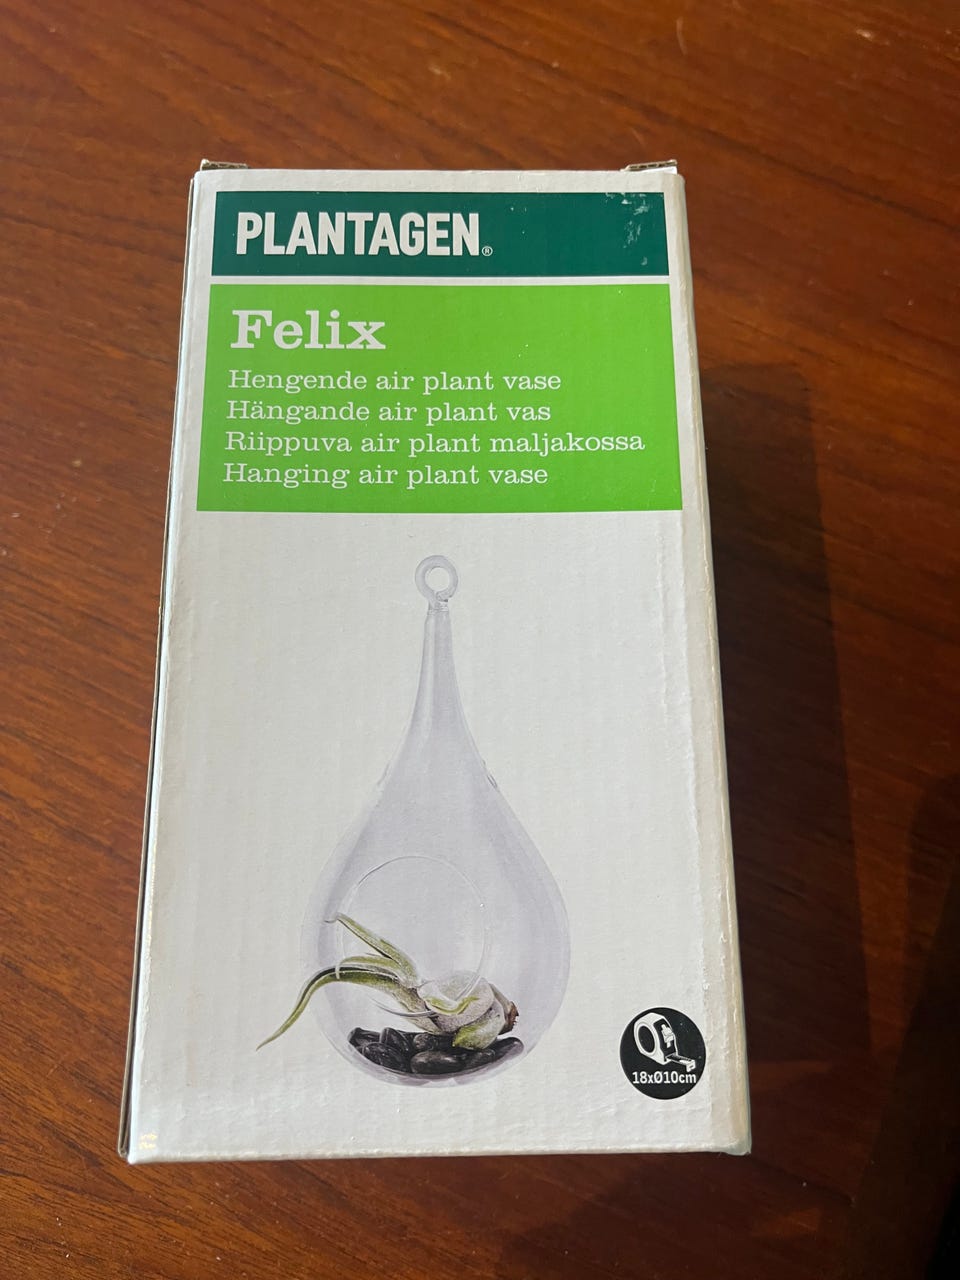 PLANTAGEN®
Felix
Hengende air plant vase
Hängande air plant vas
Riippuva air plant maljakossa
Hanging air plant vase
18xØ10cm